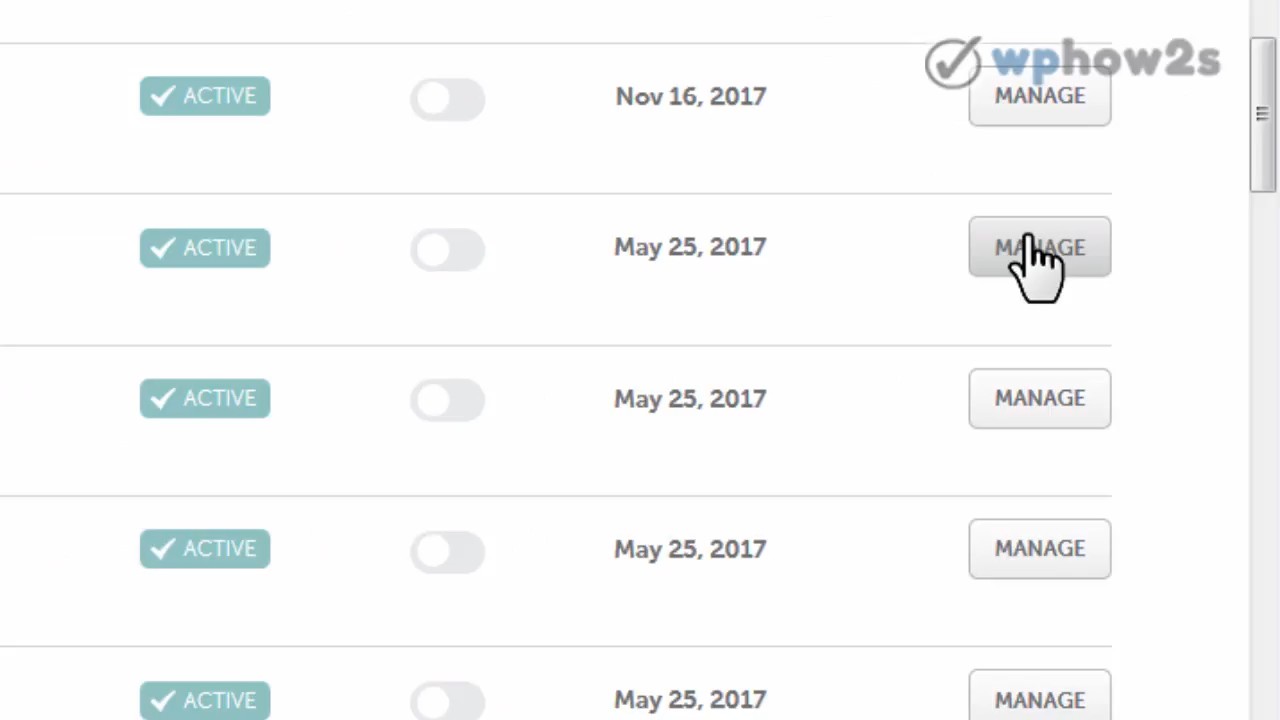 wphow2s
ACTIVE Nov 16, 2017 MANAGE
ACTIVE May 25, 2017 MANAGE
ACTIVE May 25, 2017 MANAGE
ACTIVE May 25, 2017 MANAGE
ACTIVE May 25, 2017 MANAGE